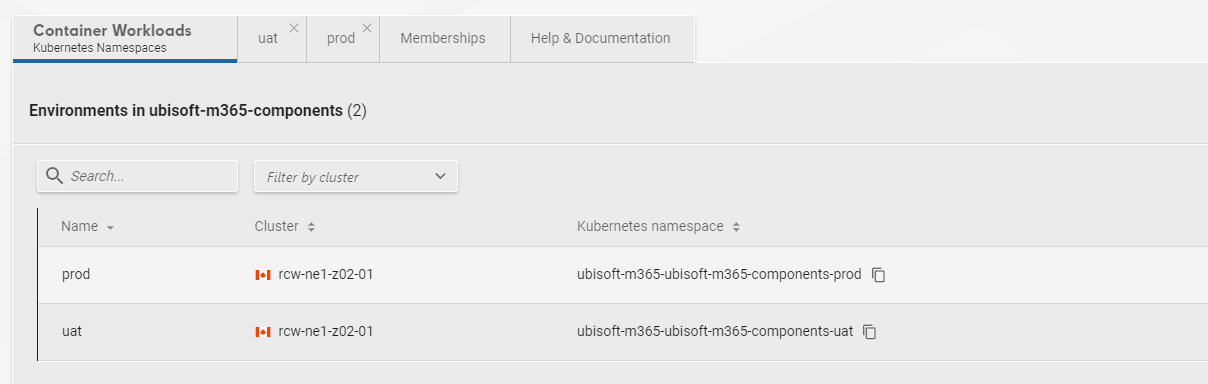 Container Workloads
Kubernetes Namespaces
uat
prod
Memberships
Help & Documentation
Environments in ubisoft-m365-components (2)
Search...
Filter by cluster
Name Cluster Kubernetes namespace
prod rcw-ne1-z02-01 ubisoft-m365-ubisoft-m365-components-prod
uat rcw-ne1-z02-01 ubisoft-m365-ubisoft-m365-components-uat